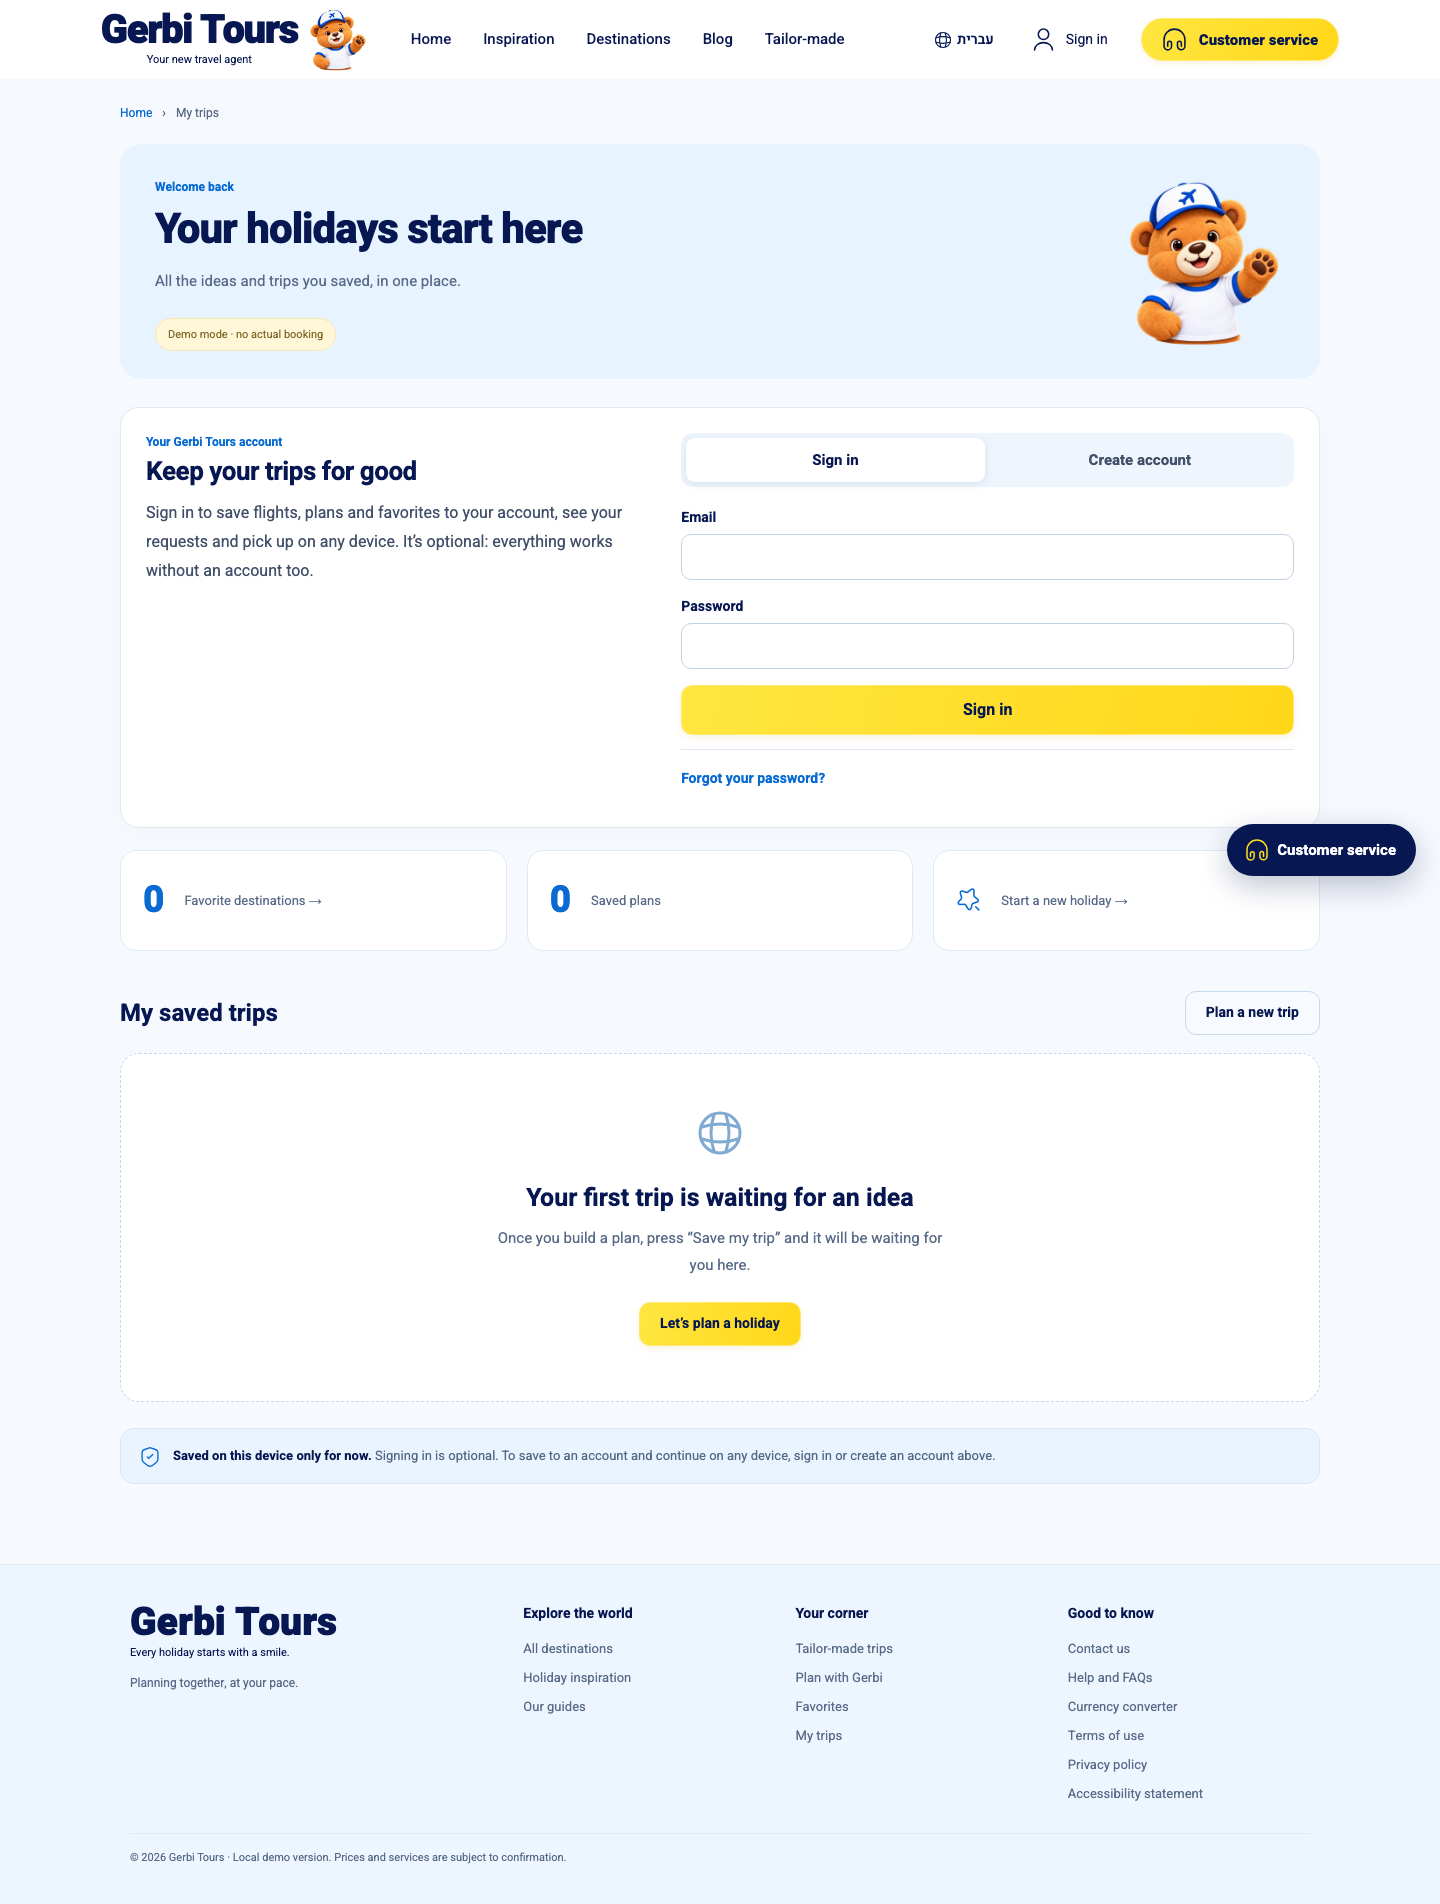 Gerbi Tours
Your new travel agent
Home
Inspiration
Destinations
Blog
Tailor-made
עברית
Sign in
Customer service
Home › My trips
Welcome back
Your holidays start here
All the ideas and trips you saved, in one place.
Demo mode · no actual booking
Your Gerbi Tours account
Keep your trips for good
Sign in to save flights, plans and favorites to your account, see your
requests and pick up on any device. It’s optional: everything works
without an account too.
Sign in
Create account
Email
Password
Sign in
Forgot your password?
Customer service
0 Favorite destinations →
0 Saved plans
Start a new holiday →
My saved trips
Plan a new trip
Your first trip is waiting for an idea
Once you build a plan, press “Save my trip” and it will be waiting for
you here.
Let’s plan a holiday
Saved on this device only for now. Signing in is optional. To save to an account and continue on any device, sign in or create an account above.
Gerbi Tours
Every holiday starts with a smile.
Planning together, at your pace.
Explore the world
All destinations
Holiday inspiration
Our guides
Your corner
Tailor-made trips
Plan with Gerbi
Favorites
My trips
Good to know
Contact us
Help and FAQs
Currency converter
Terms of use
Privacy policy
Accessibility statement
© 2026 Gerbi Tours · Local demo version. Prices and services are subject to confirmation.